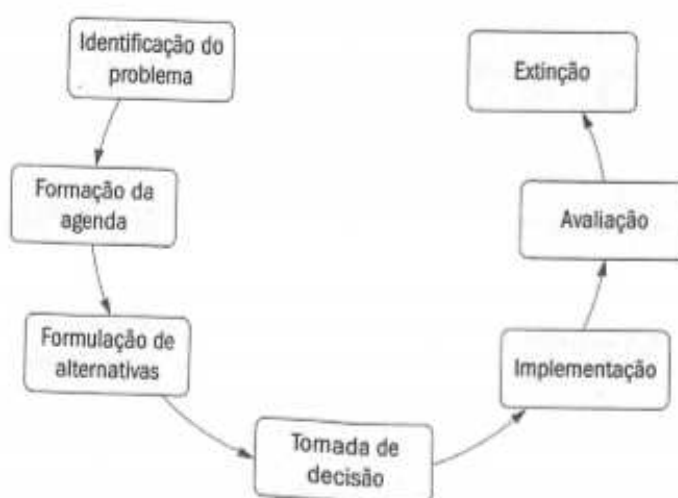 Identificação do
problema
Formação da
agenda
Formulação de
alternativas
Tomada de
decisão
Implementação
Avaliação
Extinção